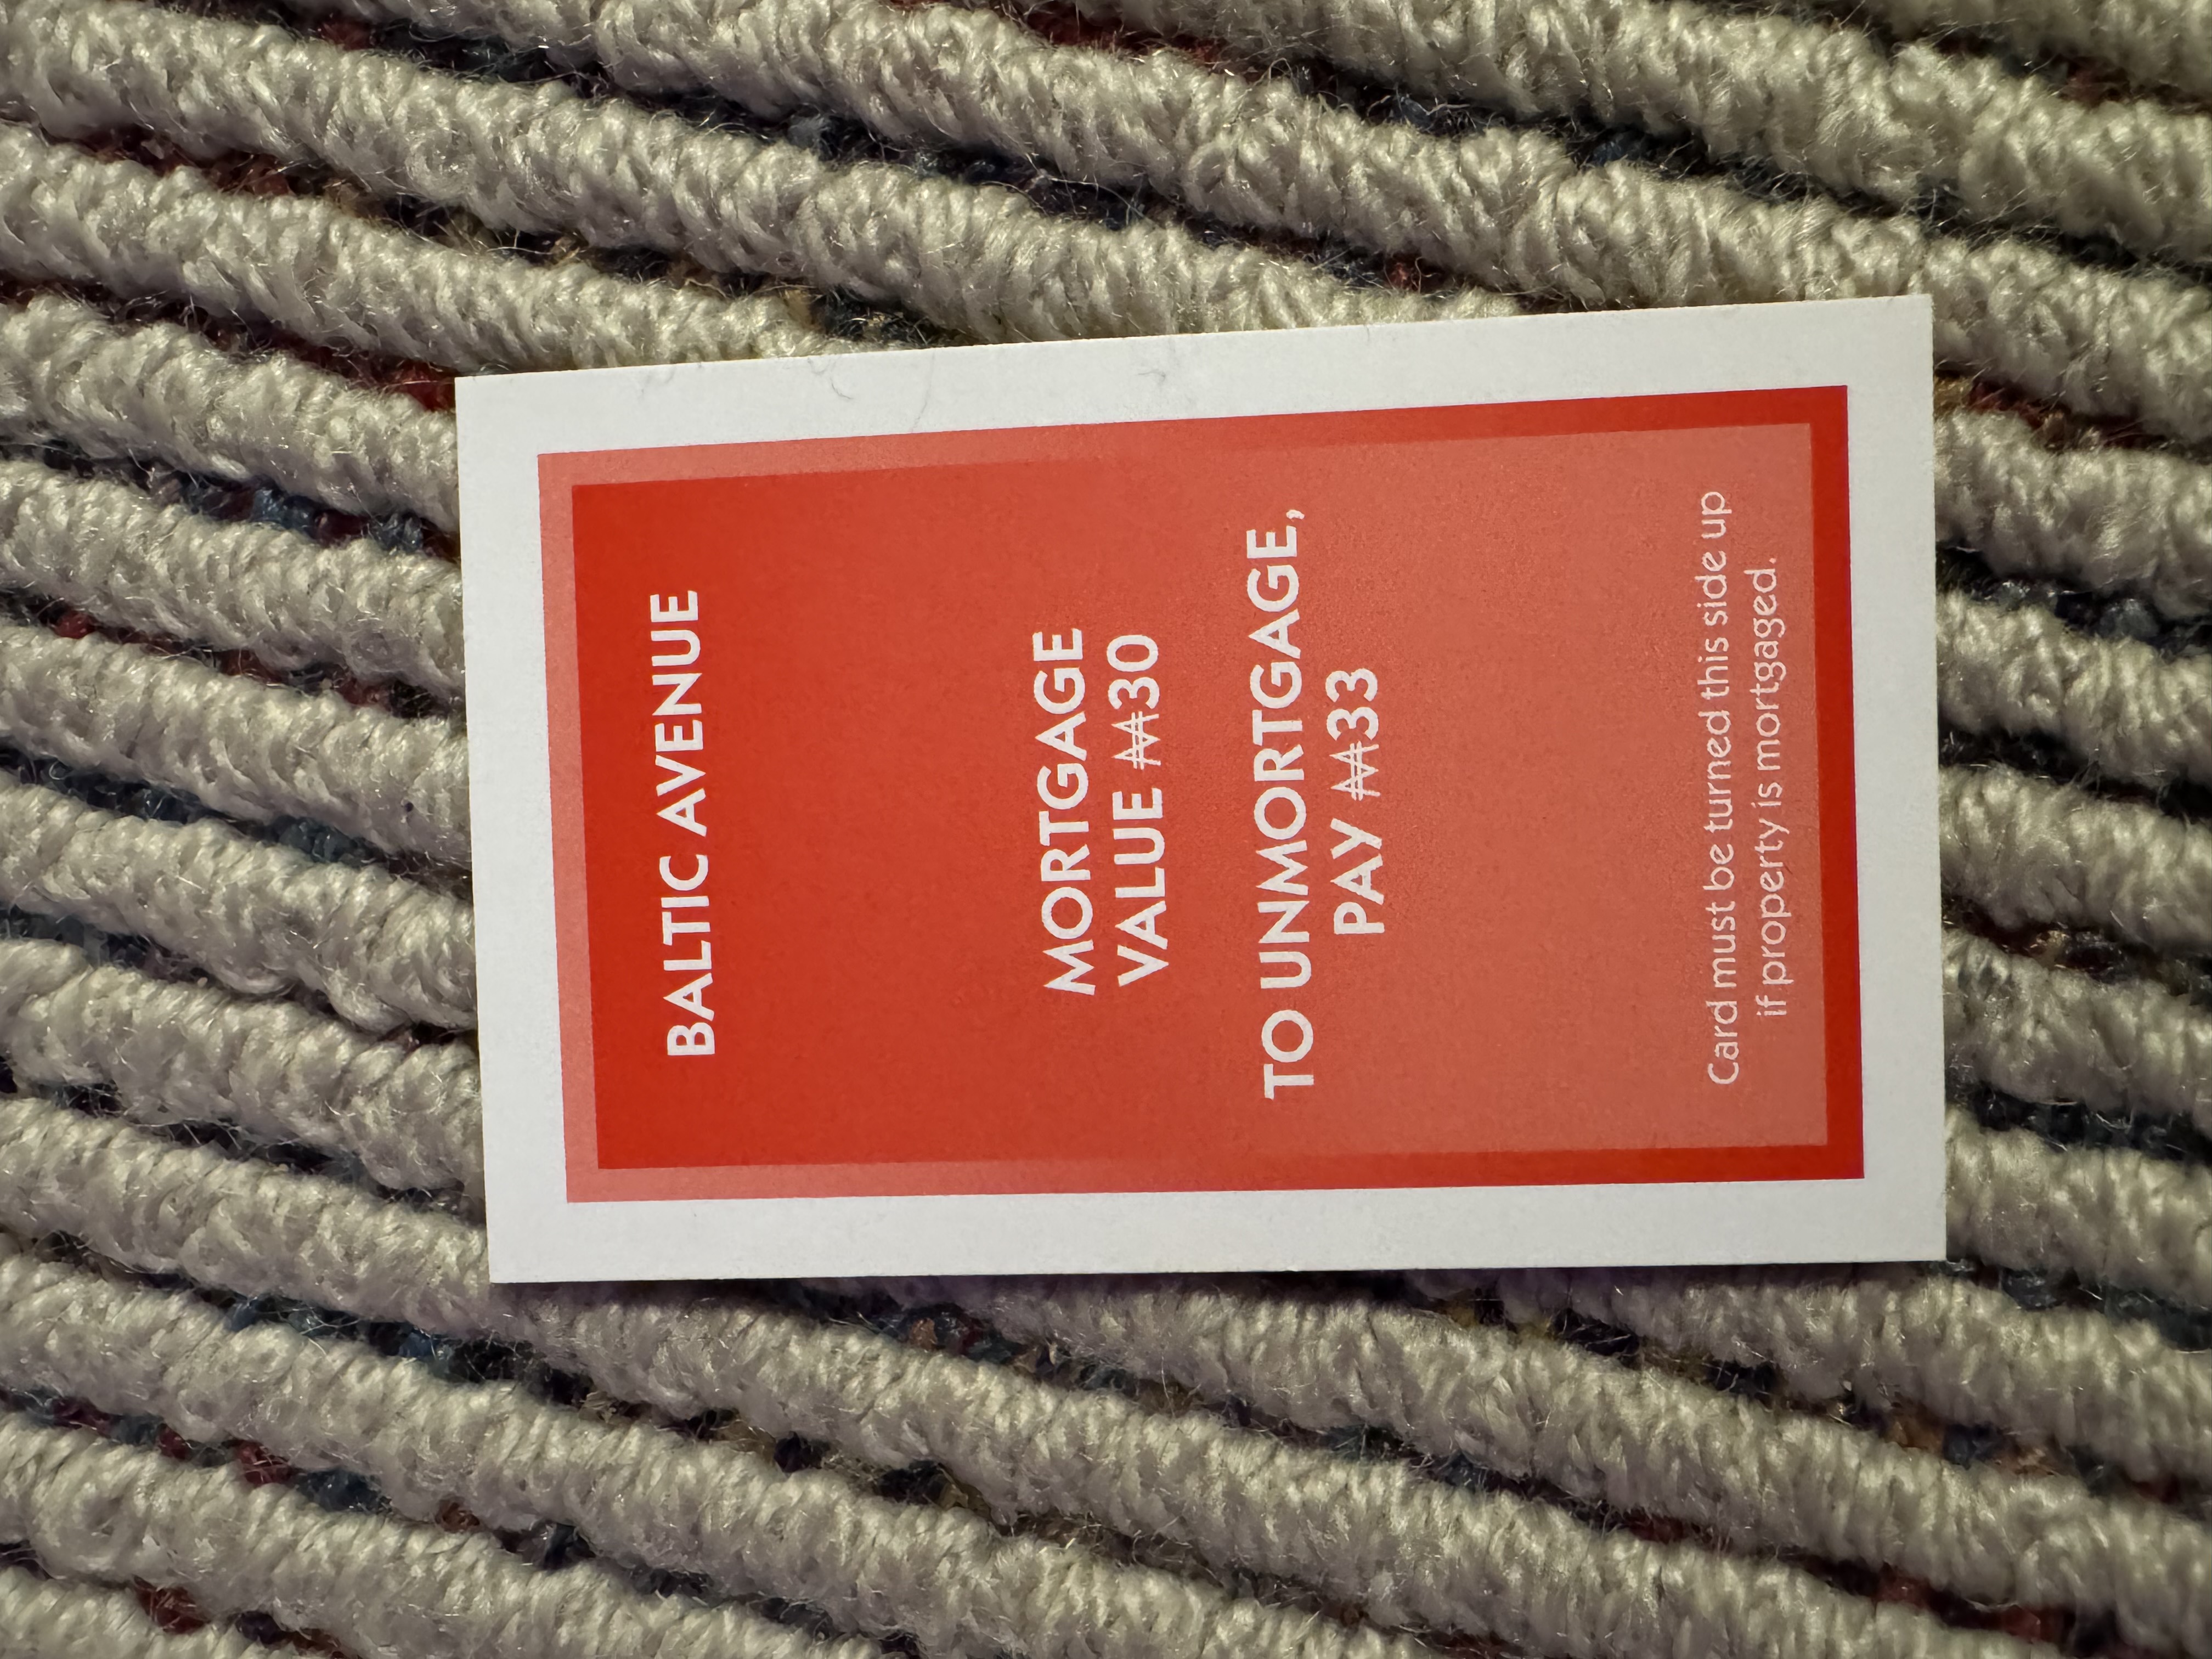 BALTIC AVENUE
MORTGAGE
VALUE ₩30
TO UNMORTGAGE,
PAY ₩33
Card must be turned this side up
if property is mortgaged.